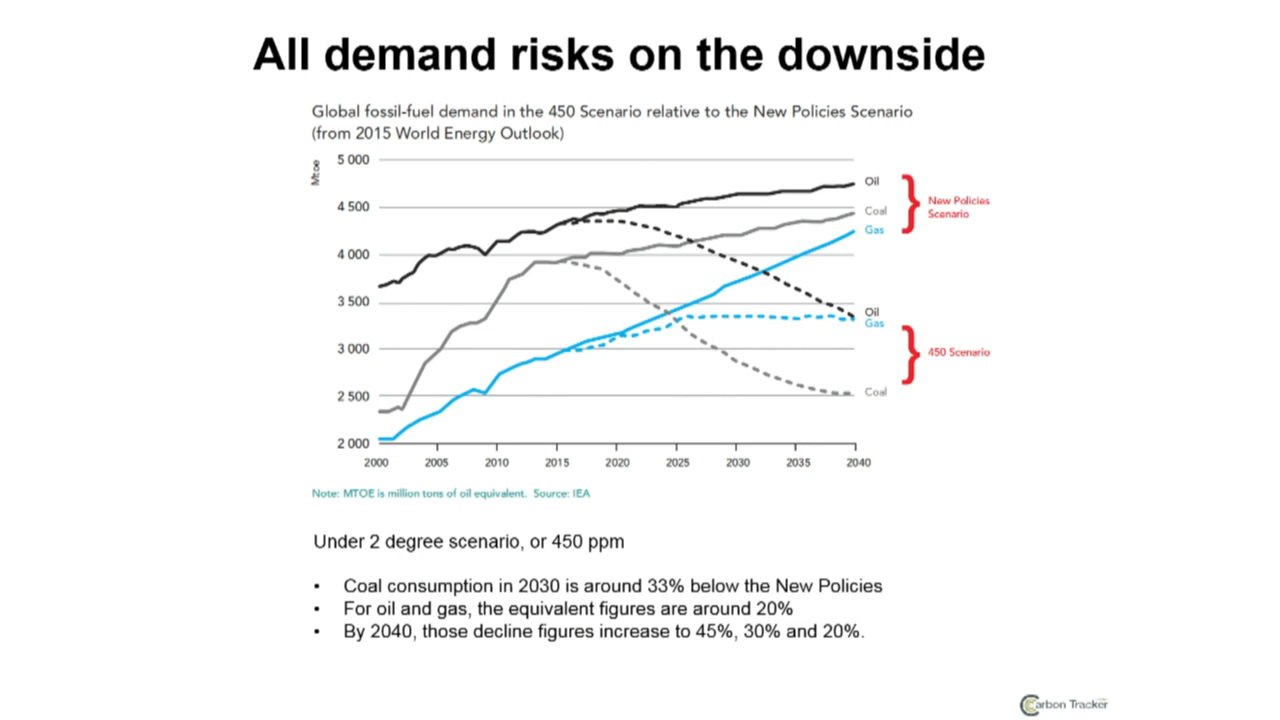 All demand risks on the downside
Global fossil-fuel demand in the 450 Scenario relative to the New Policies Scenario
(from 2015 World Energy Outlook)
Mtoe
5 000
4 500
4 000
3 500
3 000
2 500
2 000
2000 2005 2010 2015 2020 2025 2030 2035 2040
Oil
Coal
Gas
New Policies
Scenario
Oil
Gas
450 Scenario
Coal
Note: MTOE is million tons of oil equivalent. Source: IEA
Under 2 degree scenario, or 450 ppm
• Coal consumption in 2030 is around 33% below the New Policies
• For oil and gas, the equivalent figures are around 20%
• By 2040, those decline figures increase to 45%, 30% and 20%.
Carbon Tracker